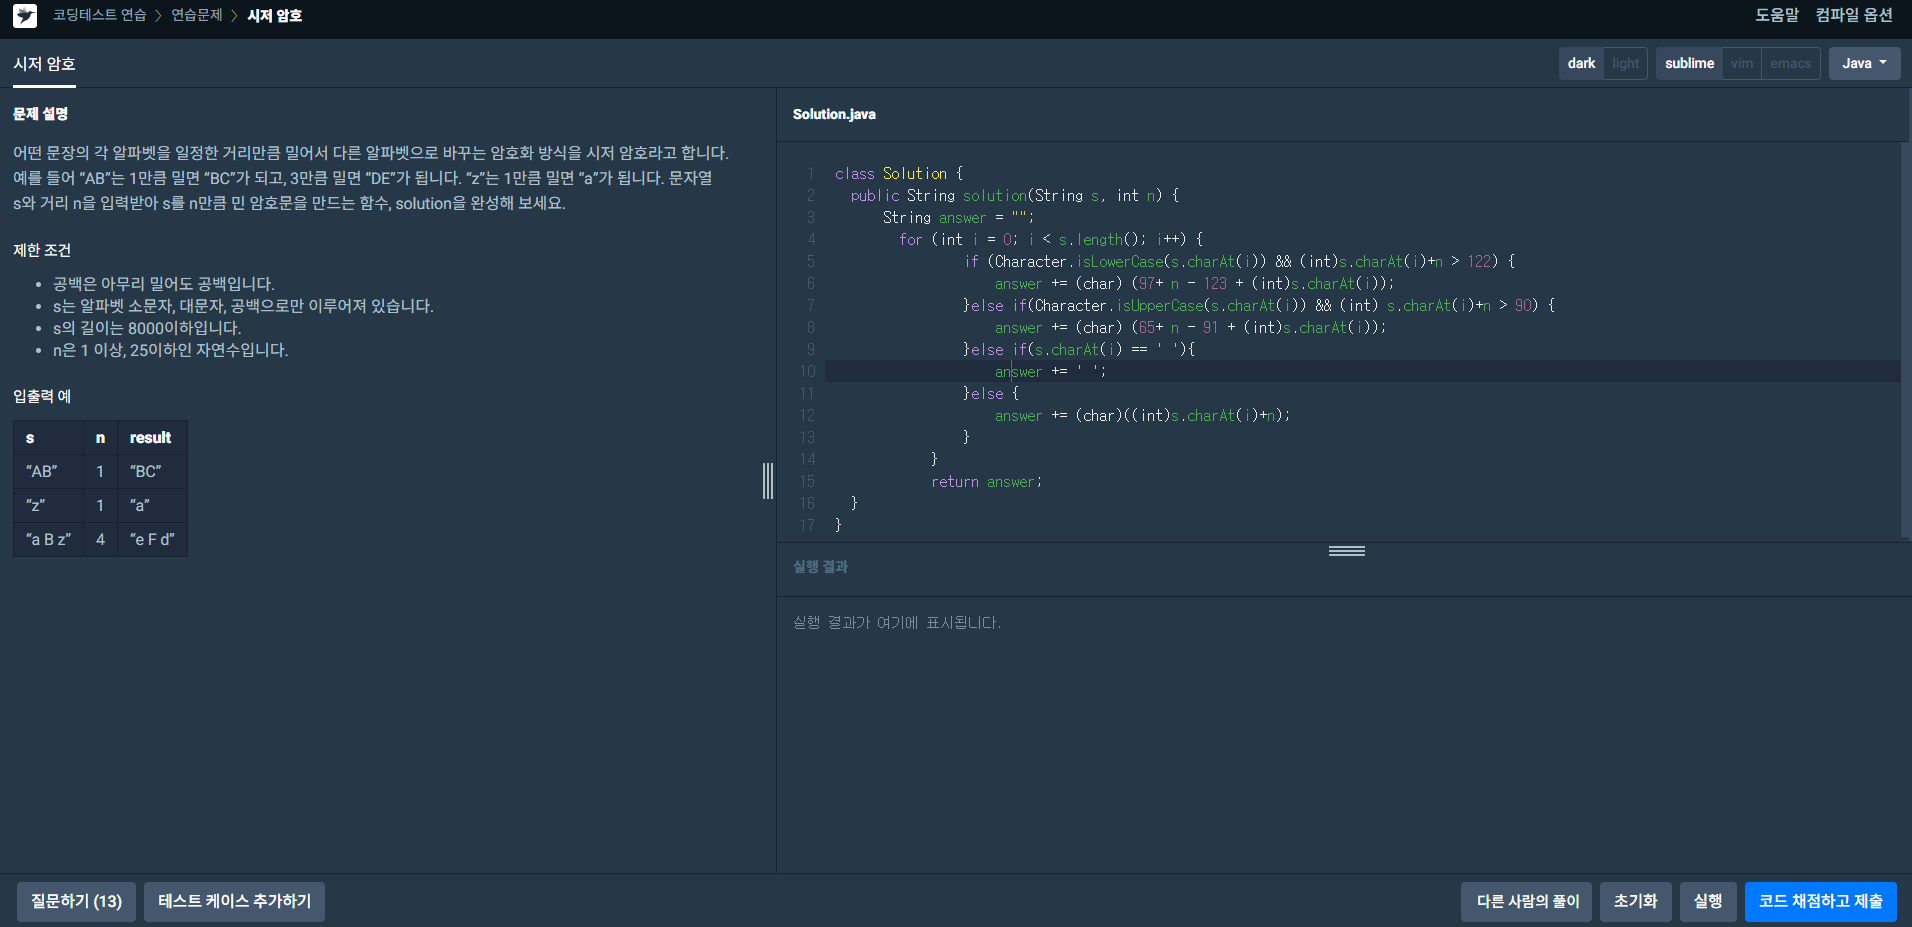 코딩테스트 연습 > 연습문제 > 시저 암호
도움말 컴파일 옵션
시저 암호
dark light sublime vim emacs Java
문제 설명
어떤 문장의 각 알파벳을 일정한 거리만큼 밀어서 다른 알파벳으로 바꾸는 암호화 방식을 시저 암호라고 합니다.
예를 들어 “AB”는 1만큼 밀면 “BC”가 되고, 3만큼 밀면 “DE”가 됩니다. “z”는 1만큼 밀면 “a”가 됩니다. 문자열
s와 거리 n을 입력받아 s를 n만큼 민 암호문을 만드는 함수, solution을 완성해 보세요.
제한 조건
• 공백은 아무리 밀어도 공백입니다.
• s는 알파벳 소문자, 대문자, 공백으로만 이루어져 있습니다.
• s의 길이는 8000이하입니다.
• n은 1 이상, 25이하인 자연수입니다.
입출력 예
s n result
“AB” 1 “BC”
“z” 1 “a”
“a B z” 4 “e F d”
Solution.java
1 class Solution {
2 public String solution(String s, int n) {
3 String answer = "";
4 for (int i = 0; i < s.length(); i++) {
5 if (Character.isLowerCase(s.charAt(i)) && (int)s.charAt(i)+n > 122) {
6 answer += (char) (97+ n - 123 + (int)s.charAt(i));
7 }else if(Character.isUpperCase(s.charAt(i)) && (int) s.charAt(i)+n > 90) {
8 answer += (char) (65+ n - 91 + (int)s.charAt(i));
9 }else if(s.charAt(i) == ' '){
10 answer += ' ';
11 }else {
12 answer += (char)((int)s.charAt(i)+n);
13 }
14 }
15 return answer;
16 }
17 }
실행 결과
실행 결과가 여기에 표시됩니다.
질문하기 (13) 테스트 케이스 추가하기 다른 사람의 풀이 초기화 실행 코드 채점하고 제출